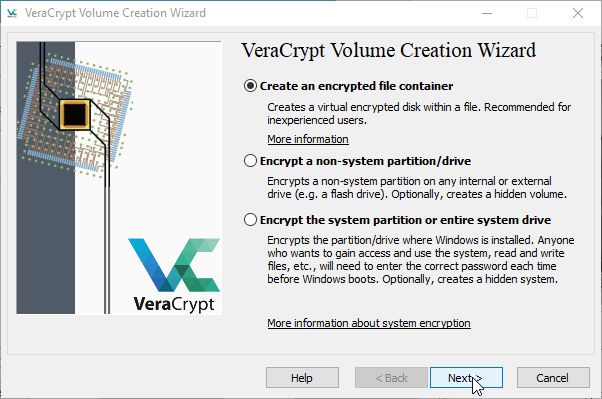 VeraCrypt Volume Creation Wizard
VeraCrypt Volume Creation Wizard
Create an encrypted file container
Creates a virtual encrypted disk within a file. Recommended for
inexperienced users.
More information
Encrypt a non-system partition/drive
Encrypts a non-system partition on any internal or external
drive (e.g. a flash drive). Optionally, creates a hidden volume.
Encrypt the system partition or entire system drive
Encrypts the partition/drive where Windows is installed. Anyone
who wants to gain access and use the system, read and write
files, etc., will need to enter the correct password each time
before Windows boots. Optionally, creates a hidden system.
VeraCrypt
More information about system encryption
Help
< Back
Next >
Cancel